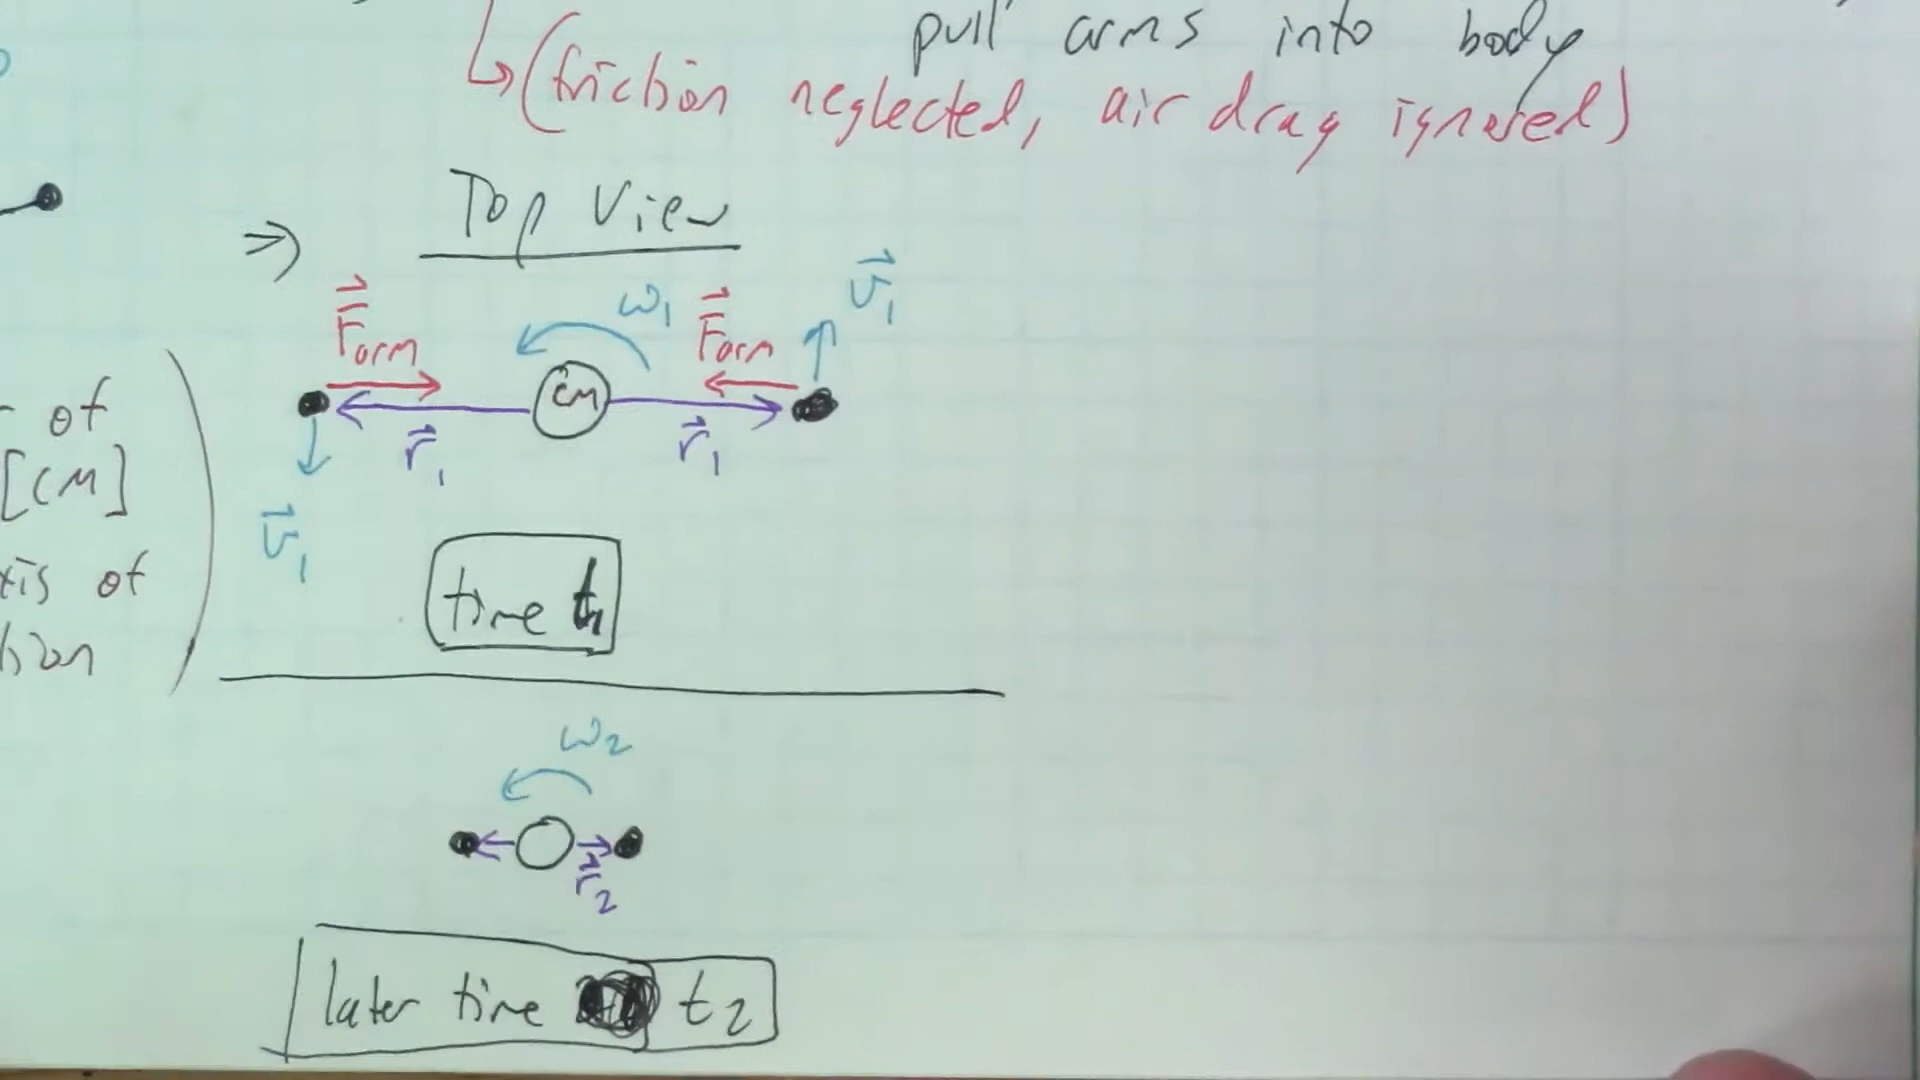 pull arms into body
↳ (friction neglected, air drag ignored)
Top View
⇒
F⃗arm
ω₁
F⃗arm
v⃗₁
CM
r⃗₁
r⃗₁
v⃗₁
time t₁
of
[CM]
of
ω₂
r⃗₂
later time t₂